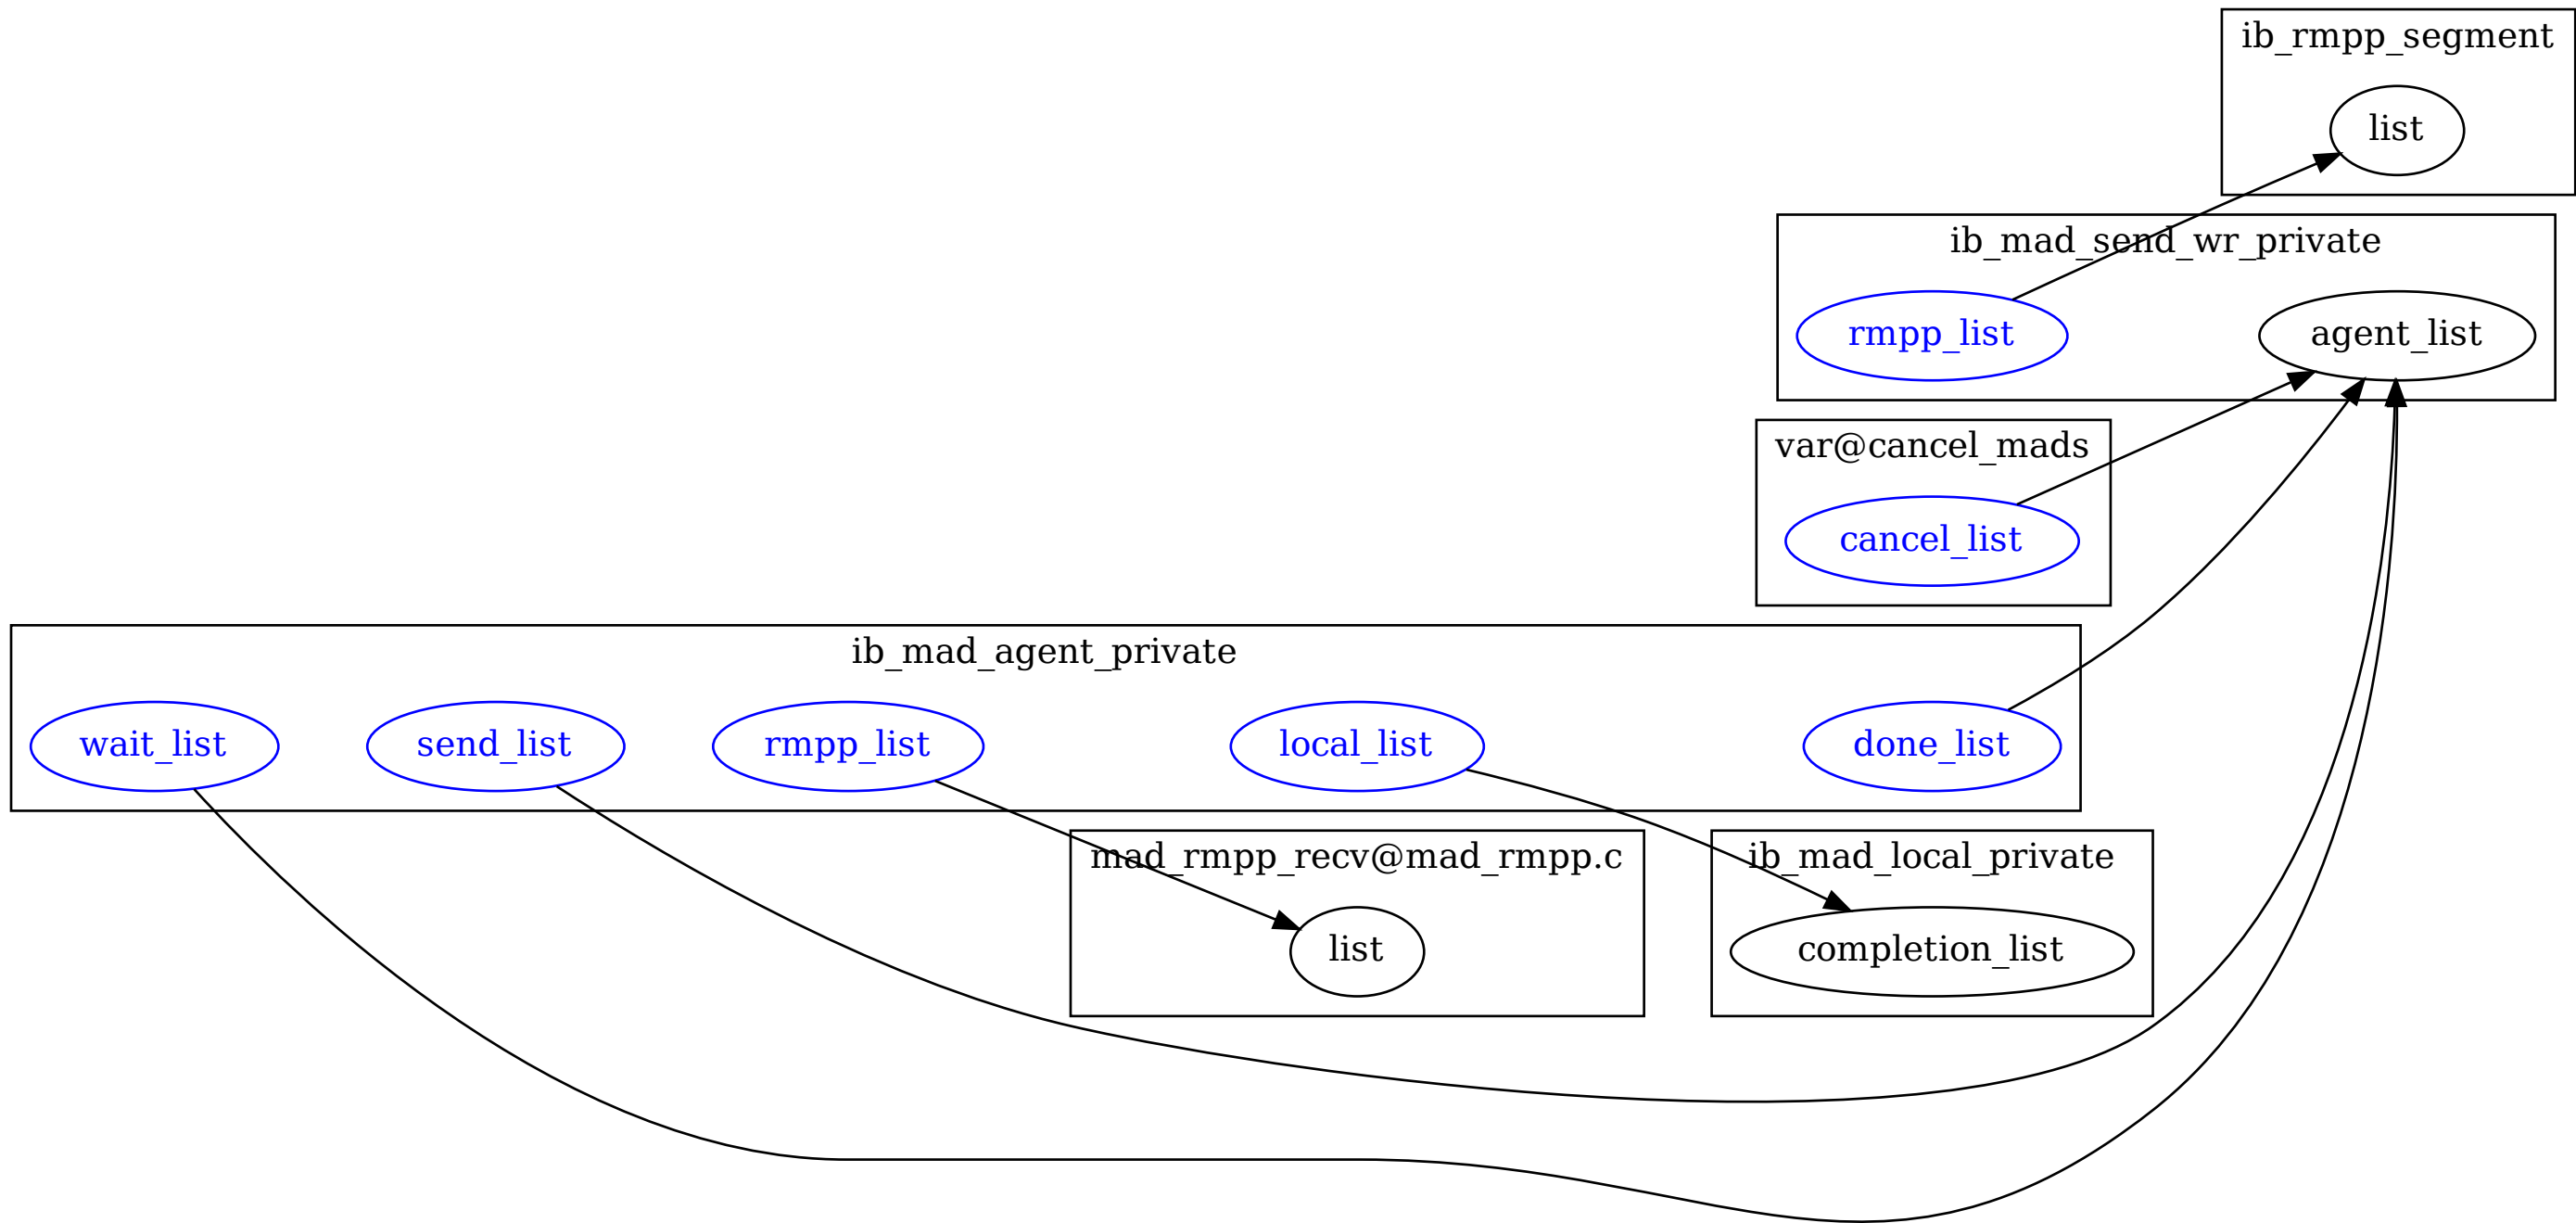 ib_rmpp_segment
list
ib_mad_send_wr_private
rmpp_list
agent_list
var@cancel_mads
cancel_list
ib_mad_agent_private
wait_list
send_list
rmpp_list
local_list
done_list
mad_rmpp_recv@mad_rmpp.c
list
ib_mad_local_private
completion_list